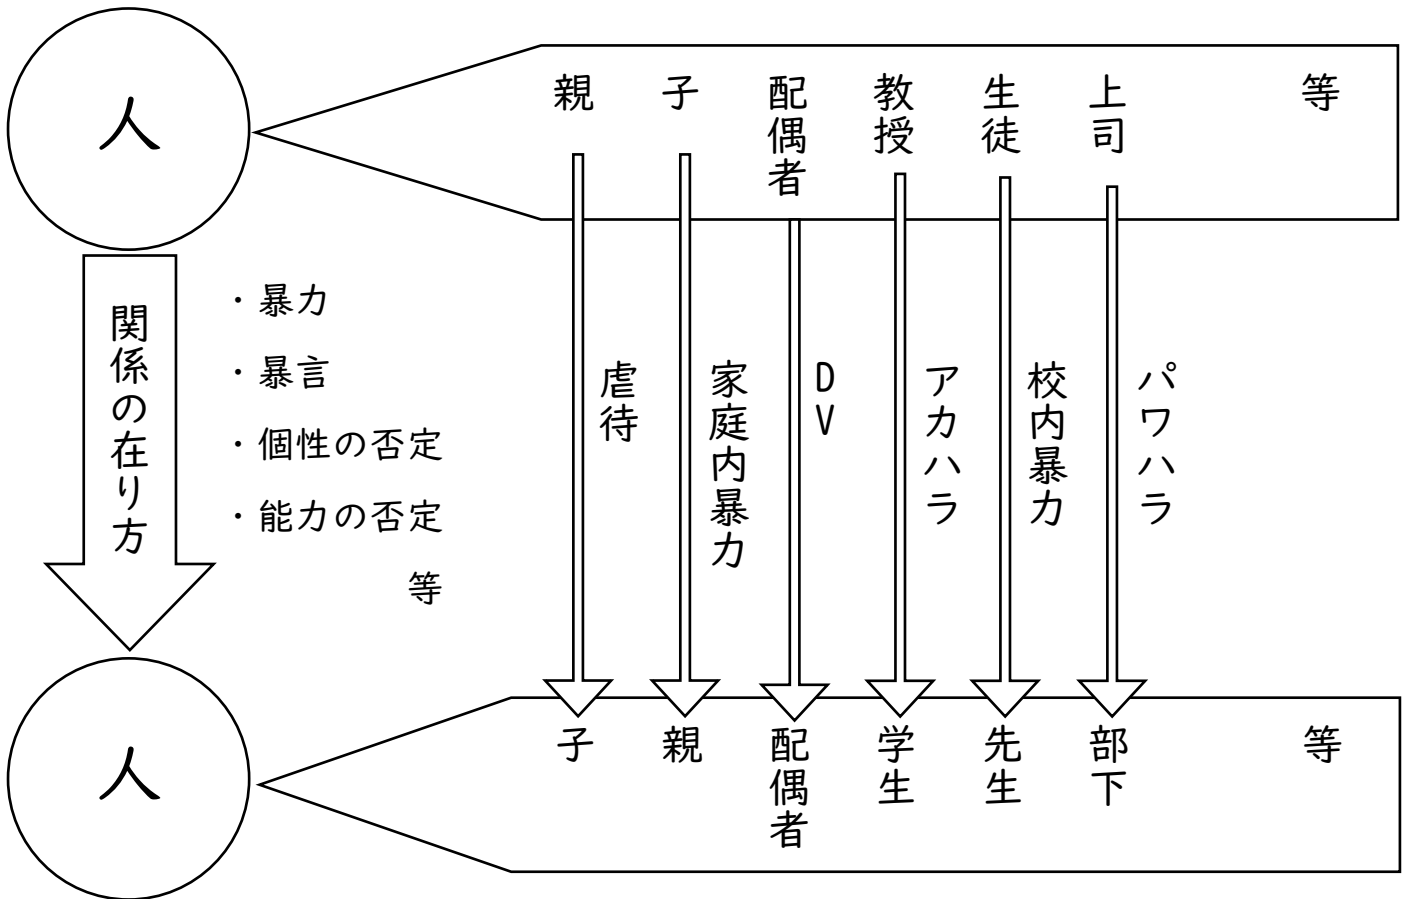 人
親
子
配偶者
教授
生徒
上司
等
関係の在り方
・暴力
・暴言
・個性の否定
・能力の否定
等
虐待
家庭内暴力
DV
アカハラ
校内暴力
パワハラ
人
子
親
配偶者
学生
先生
部下
等